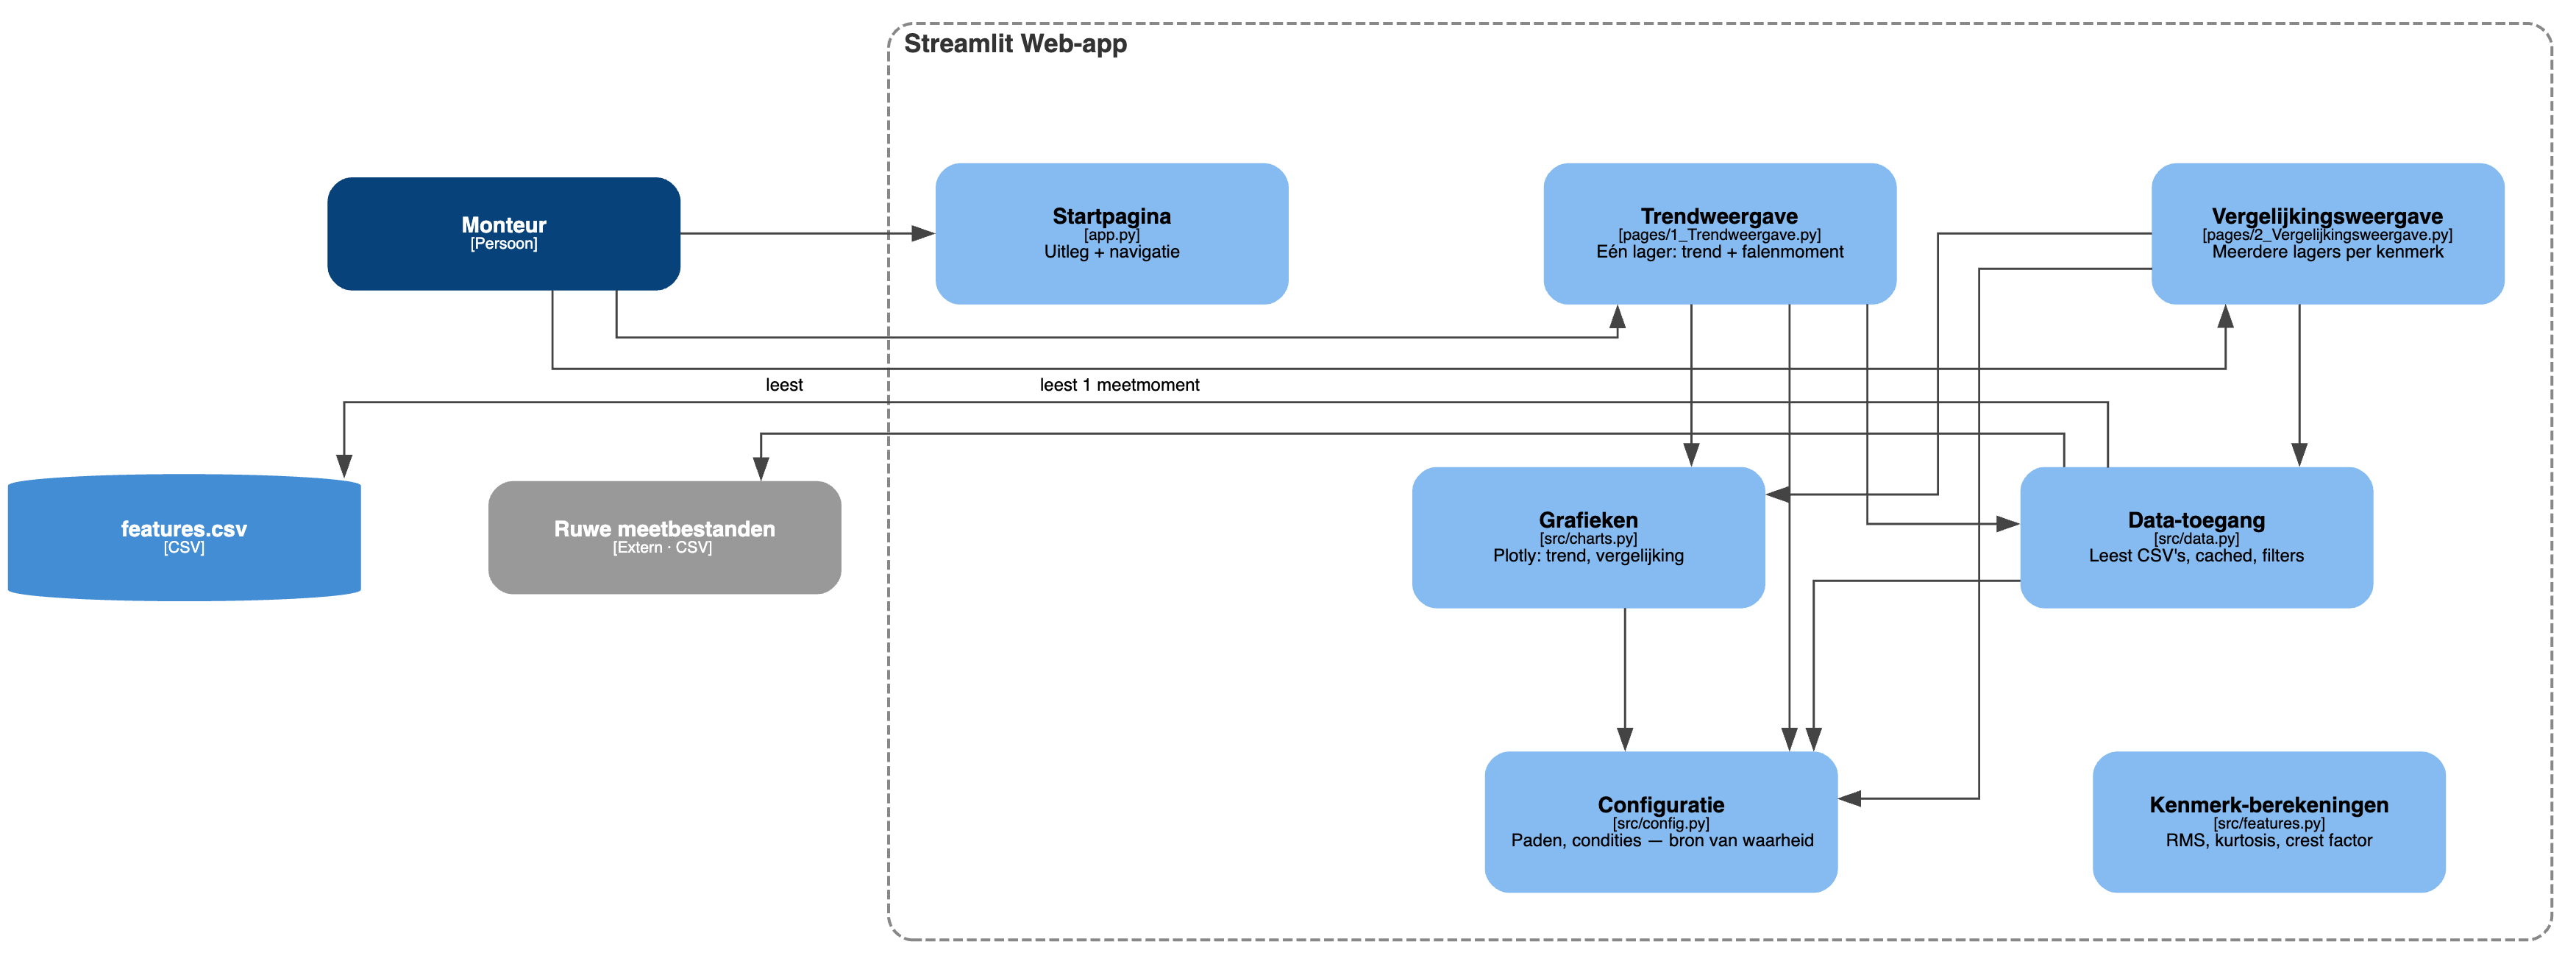 Streamlit Web-app
Monteur
[Persoon]
Startpagina
[app.py]
Uitleg + navigatie
Trendweergave
[pages/1_Trendweergave.py]
Eén lager: trend + falenmoment
Vergelijkingsweergave
[pages/2_Vergelijkingsweergave.py]
Meerdere lagers per kenmerk
leest
leest 1 meetmoment
features.csv
[CSV]
Ruwe meetbestanden
[Extern · CSV]
Grafieken
[src/charts.py]
Plotly: trend, vergelijking
Data-toegang
[src/data.py]
Leest CSV's, cached, filters
Configuratie
[src/config.py]
Paden, condities — bron van waarheid
Kenmerk-berekeningen
[src/features.py]
RMS, kurtosis, crest factor